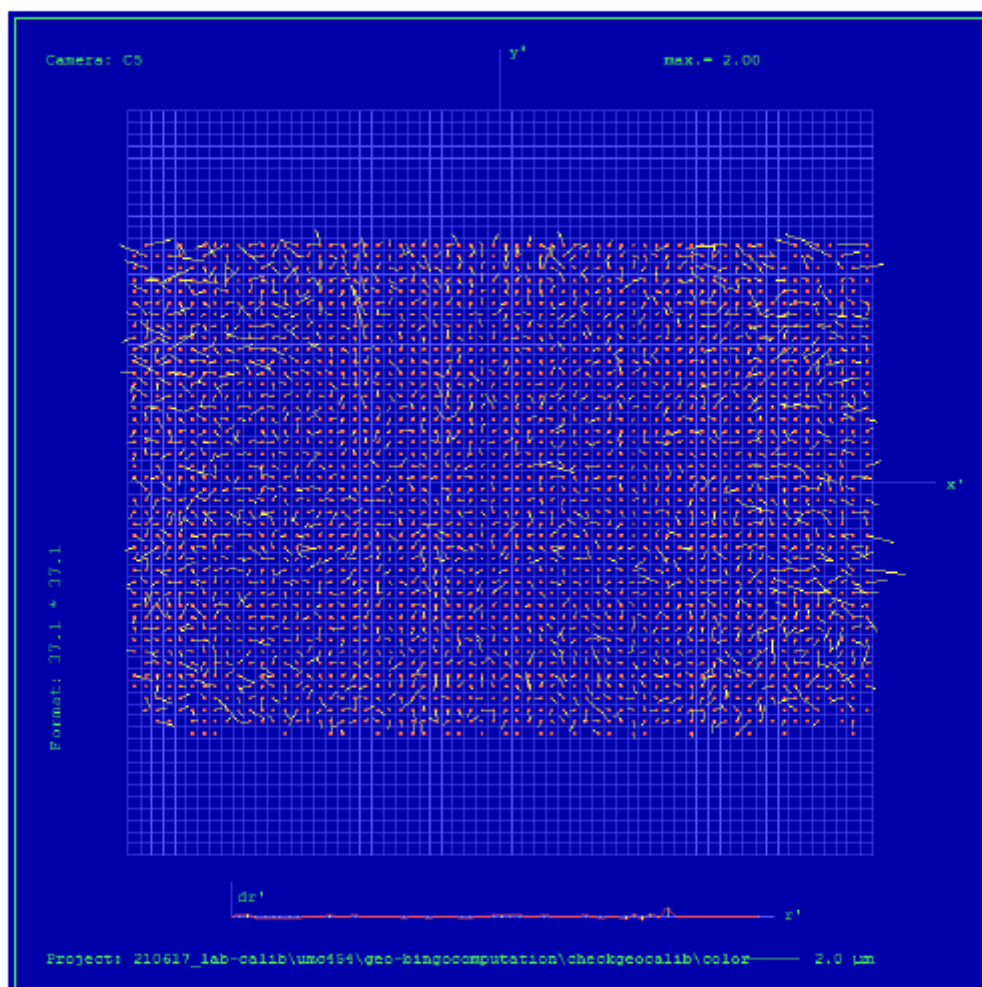 Camera: C5
y'
max.= 2.00
x'
Format: 37.1 * 37.1
dr'
r'
Project: 210617_lab-calib\umc454\geo-bingocomputation\checkgeocalib\color
2.0 µm